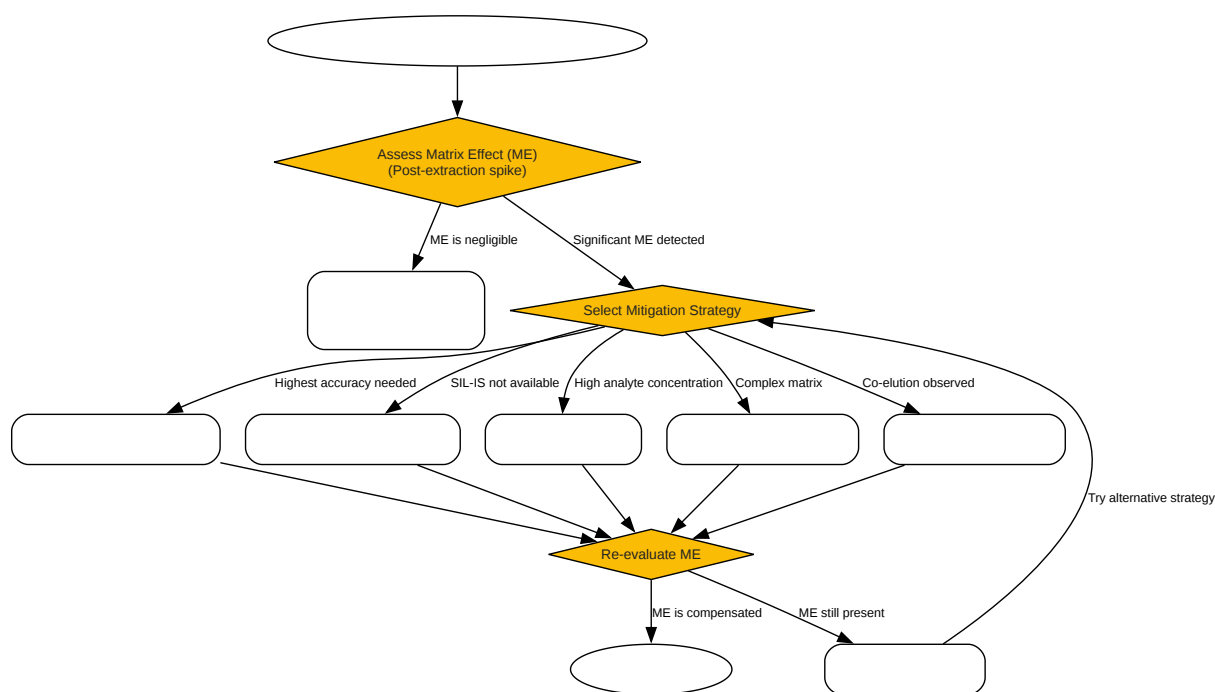 Assess Matrix Effect (ME)
(Post-extraction spike)
ME is negligible
Significant ME detected
Select Mitigation Strategy
Highest accuracy needed
SIL-IS not available
High analyte concentration
Complex matrix
Co-elution observed
Try alternative strategy
Re-evaluate ME
ME is compensated
ME still present